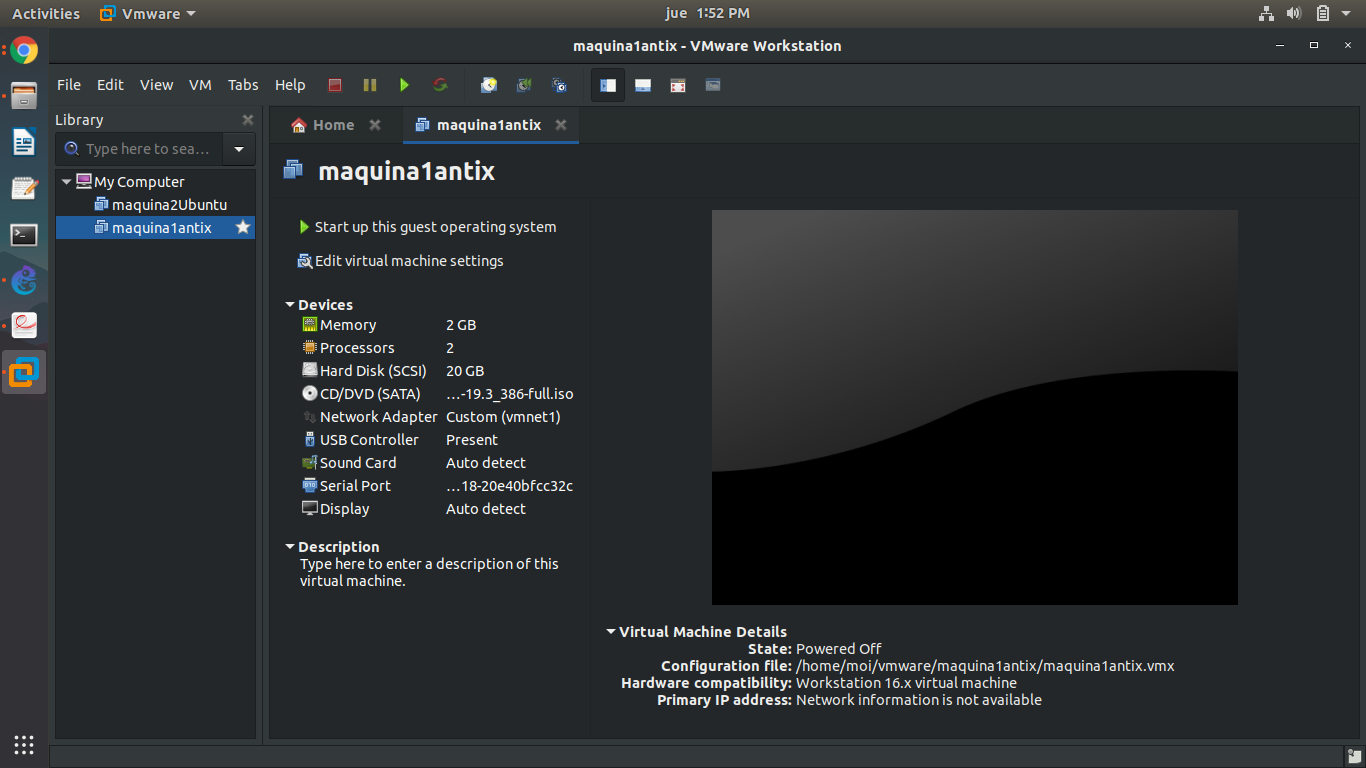 Activities Vmware jue 1:52 PM
maquina1antix - VMware Workstation
File Edit View VM Tabs Help
Library
Home maquina1antix
Type here to sea…
maquina1antix
My Computer
maquina2Ubuntu
maquina1antix
Start up this guest operating system
Edit virtual machine settings
Devices
Memory 2 GB
Processors 2
Hard Disk (SCSI) 20 GB
CD/DVD (SATA) …-19.3_386-full.iso
Network Adapter Custom (vmnet1)
USB Controller Present
Sound Card Auto detect
Serial Port …18-20e40bfcc32c
Display Auto detect
Description
Type here to enter a description of this
virtual machine.
Virtual Machine Details
State: Powered Off
Configuration file: /home/moi/vmware/maquina1antix/maquina1antix.vmx
Hardware compatibility: Workstation 16.x virtual machine
Primary IP address: Network information is not available